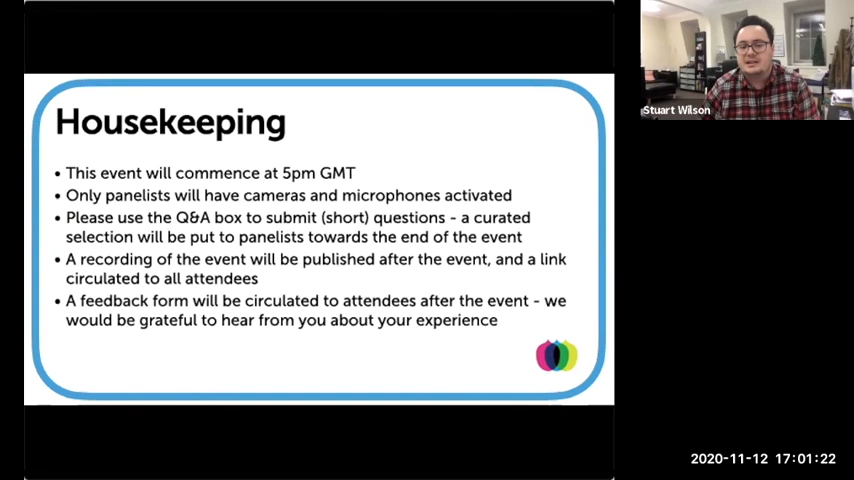 Housekeeping
• This event will commence at 5pm GMT
• Only panelists will have cameras and microphones activated
• Please use the Q&A box to submit (short) questions - a curated
selection will be put to panelists towards the end of the event
• A recording of the event will be published after the event, and a link
circulated to all attendees
• A feedback form will be circulated to attendees after the event - we
would be grateful to hear from you about your experience
Stuart Wilson
2020-11-12 17:01:22